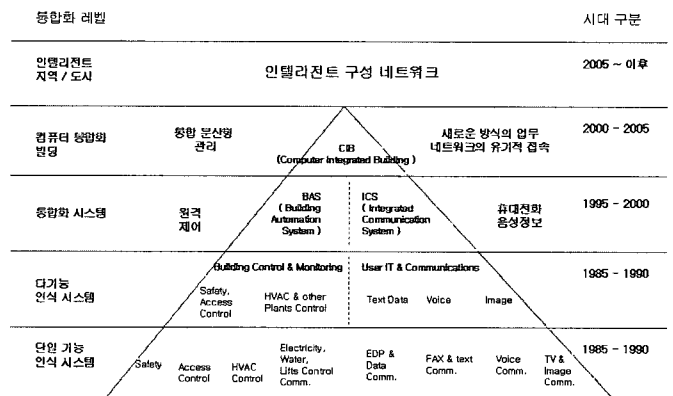 통합화 레벨
시대 구분
인텔리전트
지역 / 도시
인텔리전트 구성 네트워크
2005 ~ 이후
컴퓨터 통합화
빌딩
통합 분산형
관리
CIB
(Computer Integrated Building )
새로운 방식의 업무
네트워크의 유기적 접속
2000 - 2005
통합화 시스템
원격
제어
BAS
( Building
Automation
System )
ICS
( Integrated
Communication
System )
휴대전화
음성정보
1995 - 2000
다기능
인식 시스템
Building Control & Monitoring
User IT & Communications
Safety,
Access
Control
HVAC & other
Plants Control
Text Data
Voice
Image
1985 - 1990
단일 기능
인식 시스템
Safety
Access
Control
HVAC
Control
Electricity,
Water,
Lifts Control
Comm.
EDP &
Data
Comm.
FAX & text
Comm.
Voice
Comm.
TV &
Image
Comm.
1985 - 1990